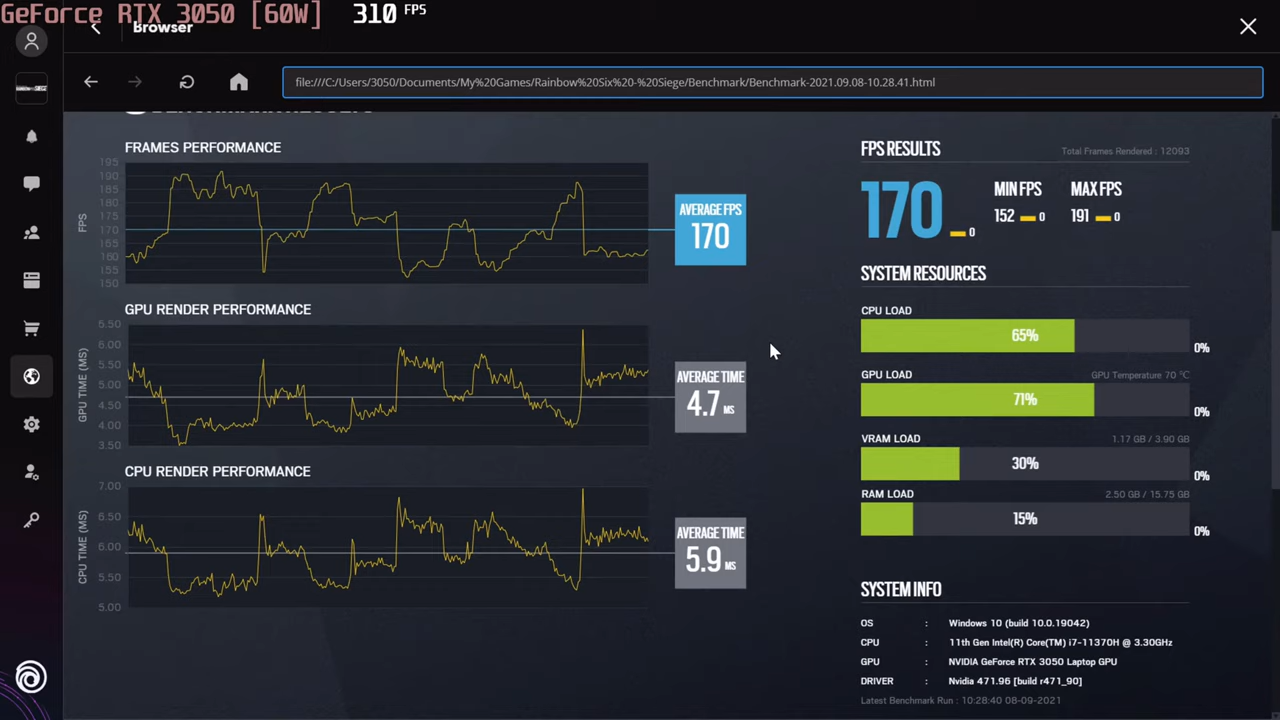 GeForce RTX 3050 [60W] 310 FPS
Browser
file:///C:/Users/3050/Documents/My%20Games/Rainbow%20Six%20-%20Siege/Benchmark/Benchmark-2021.09.08-10.28.41.html
BENCHMARK RESULTS
FRAMES PERFORMANCE
FPS
195
190
185
180
175
170
165
160
155
150
AVERAGE FPS
170
GPU RENDER PERFORMANCE
GPU TIME (MS)
6.50
6.00
5.50
5.00
4.50
4.00
3.50
AVERAGE TIME
4.7 MS
CPU RENDER PERFORMANCE
CPU TIME (MS)
7.00
6.50
6.00
5.50
5.00
AVERAGE TIME
5.9 MS
FPS RESULTS
Total Frames Rendered : 12093
170 0
MIN FPS
152 0
MAX FPS
191 0
SYSTEM RESOURCES
CPU LOAD
65% 0%
GPU LOAD GPU Temperature 70 °C
71% 0%
VRAM LOAD 1.17 GB / 3.90 GB
30% 0%
RAM LOAD 2.50 GB / 15.75 GB
15% 0%
SYSTEM INFO
OS : Windows 10 (build 10.0.19042)
CPU : 11th Gen Intel(R) Core(TM) i7-11370H @ 3.30GHz
GPU : NVIDIA GeForce RTX 3050 Laptop GPU
DRIVER : Nvidia 471.96 [build r471_90]
Latest Benchmark Run : 10:28:40 08-09-2021